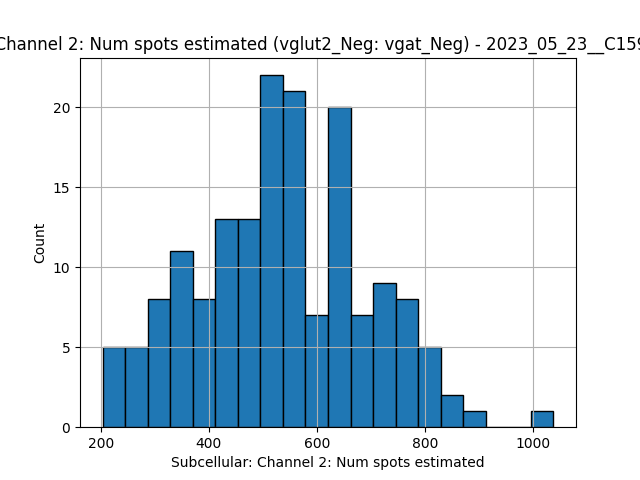 Channel 2: Num spots estimated (vglut2_Neg: vgat_Neg) - 2023_05_23__C159
20
15
10
5
0
Count
200 400 600 800 1000
Subcellular: Channel 2: Num spots estimated